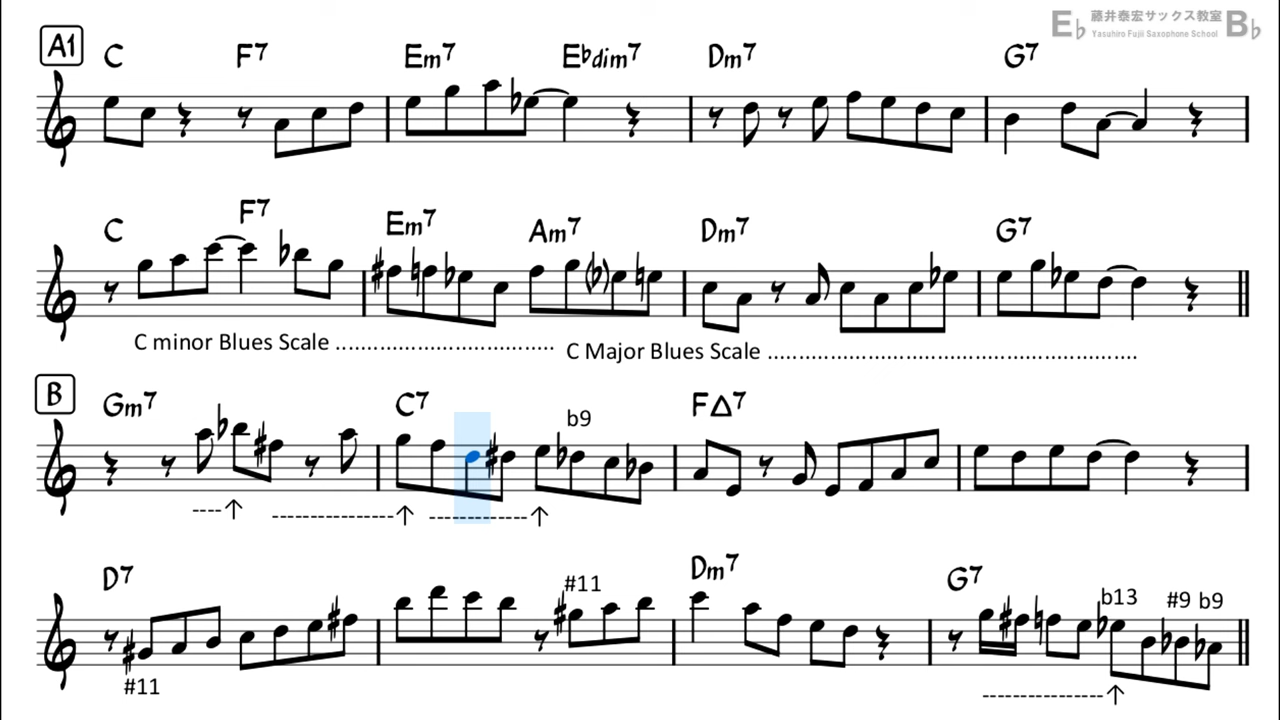 E♭ 藤井泰宏サックス教室 B♭
Yasuhiro Fujii Saxophone School
A1 C F7 Em7 E♭dim7 Dm7 G7
C F7 Em7 Am7 Dm7 G7
C minor Blues Scale ...................................
C Major Blues Scale ............................................................
B Gm7 C7 F△7
b9
----↑ ----------------↑ -------------↑
D7 Dm7 G7
#11 b13 #9 b9
#11
----------------↑